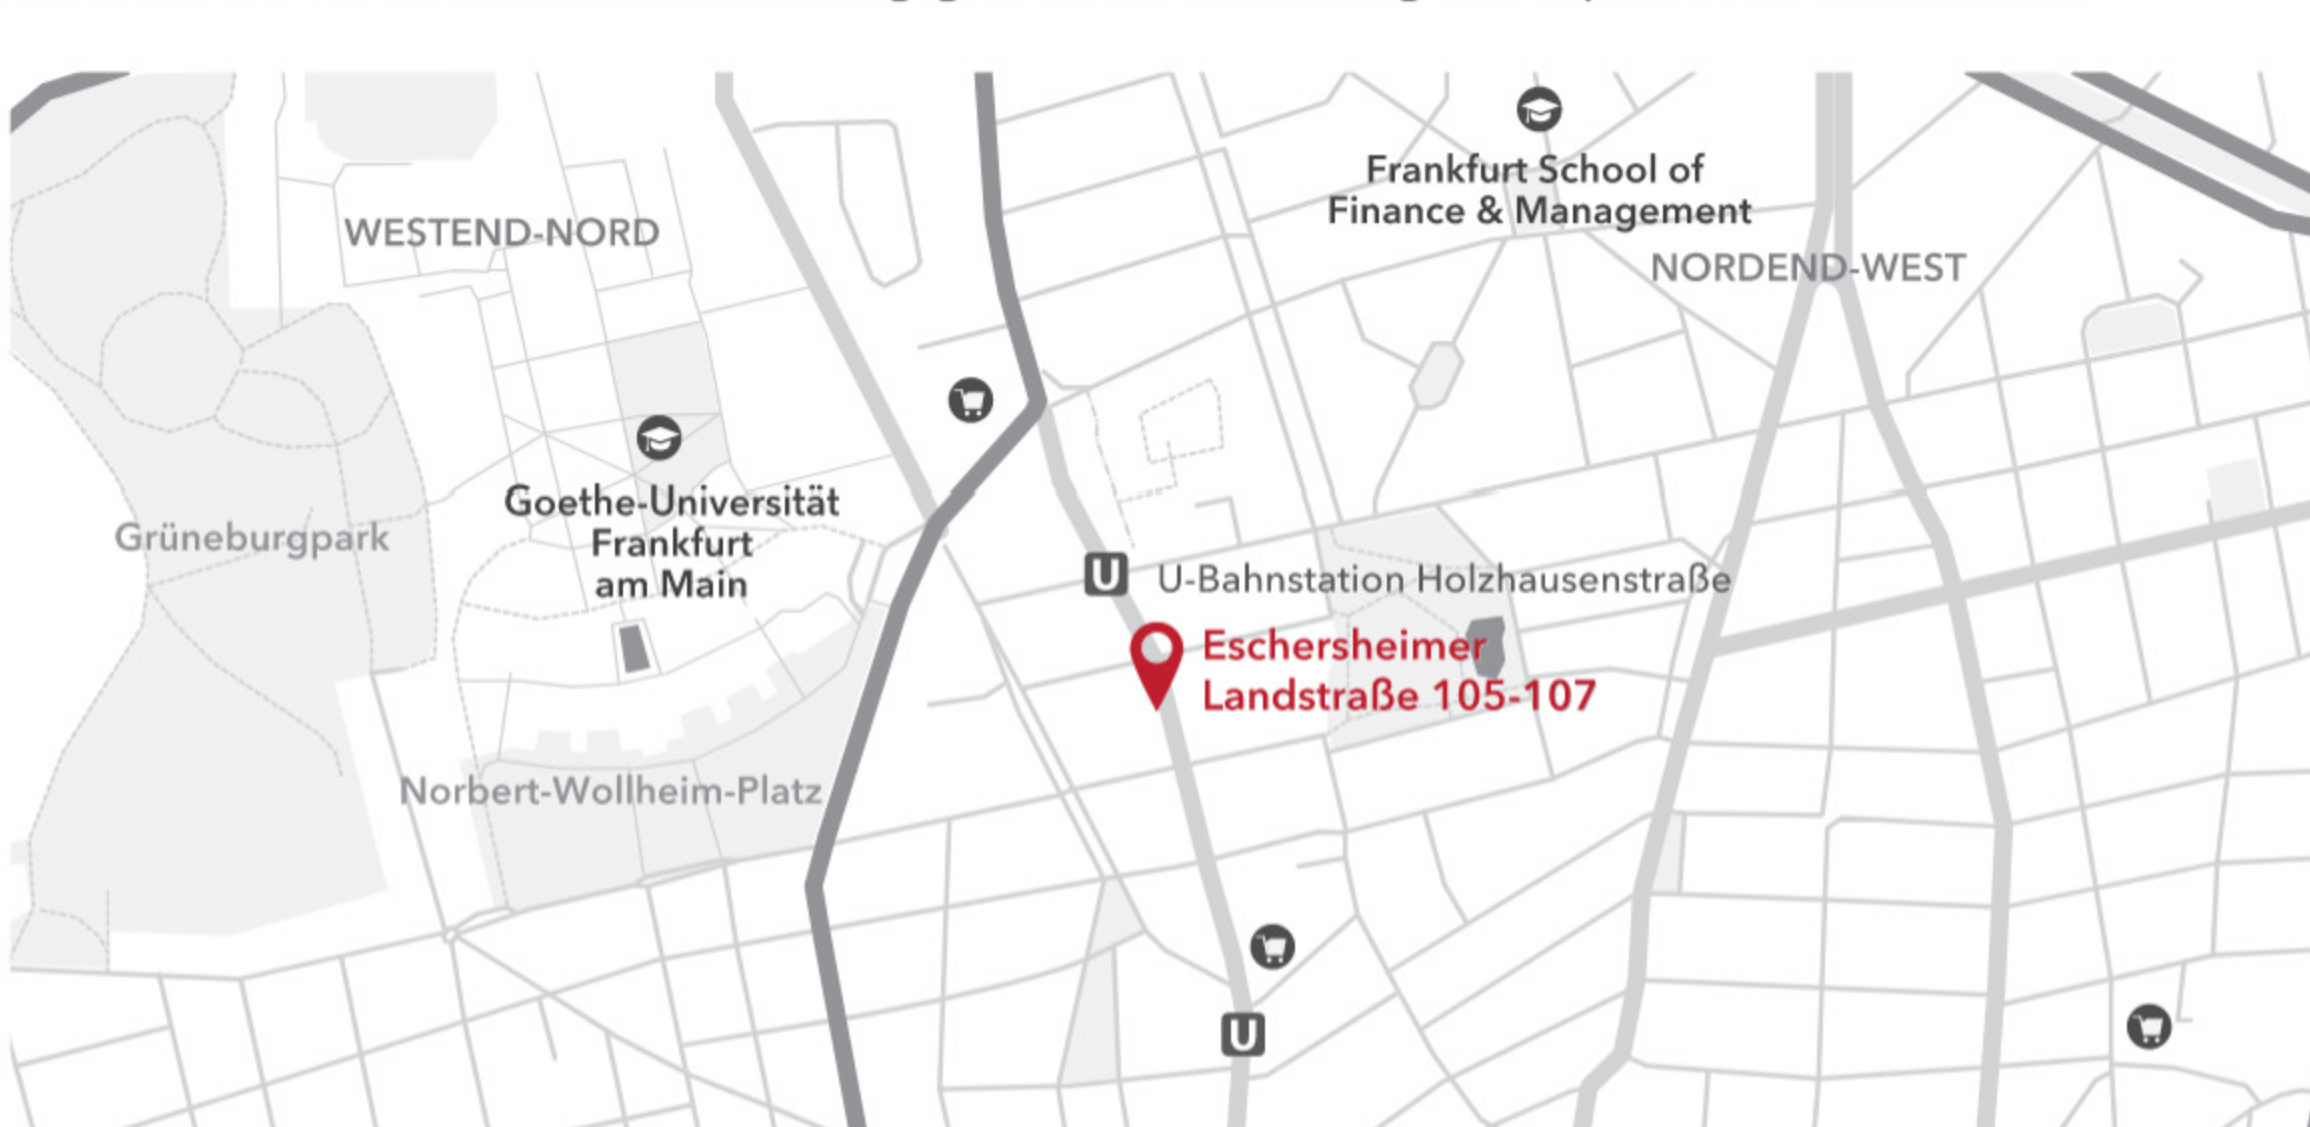 Frankfurt School of
Finance & Management
WESTEND-NORD
NORDEND-WEST
Goethe-Universität
Frankfurt
am Main
Grüneburgpark
U U-Bahnstation Holzhausenstraße
Eschersheimer
Landstraße 105-107
Norbert-Wollheim-Platz
U